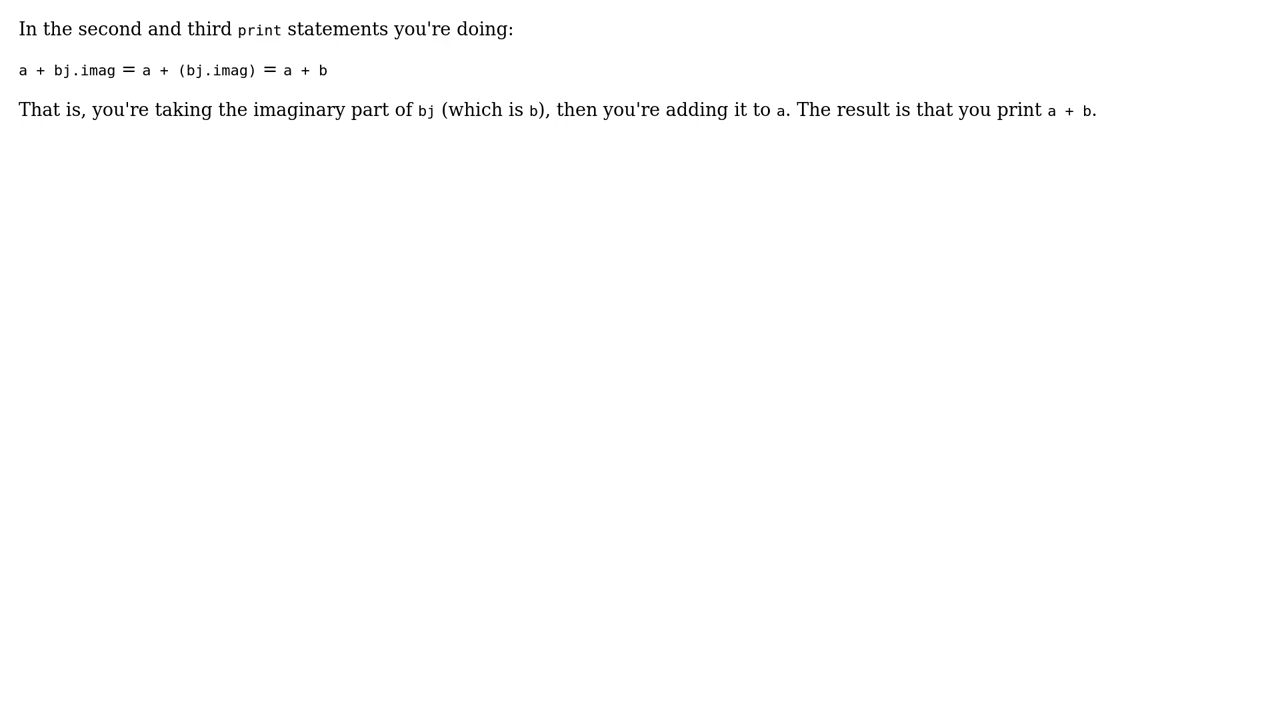 In the second and third print statements you're doing:
a + bj.imag = a + (bj.imag) = a + b
That is, you're taking the imaginary part of bj (which is b), then you're adding it to a. The result is that you print a + b.